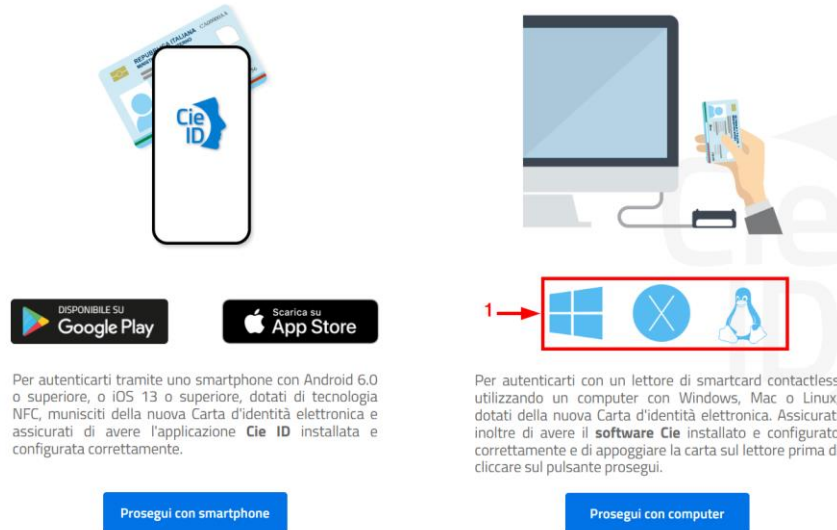 REPUBBLICA ITALIANA
Cie
ID
DISPONIBILE SU
Google Play
Scarica su
App Store
Per autenticarti tramite uno smartphone con Android 6.0
o superiore, o iOS 13 o superiore, dotati di tecnologia
NFC, munisciti della nuova Carta d'identità elettronica e
assicurati di avere l'applicazione Cie ID installata e
configurata correttamente.
Prosegui con smartphone
Cie
ID
1
X
Per autenticarti con un lettore di smartcard contactless
utilizzando un computer con Windows, Mac o Linux,
dotati della nuova Carta d'identità elettronica. Assicurat
inoltre di avere il software Cie installato e configurato
correttamente e di appoggiare la carta sul lettore prima d
cliccare sul pulsante prosegui.
Prosegui con computer